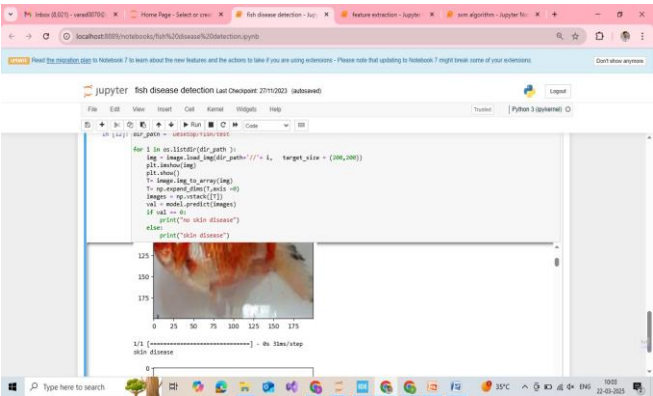 Inbox (8,021) - varad0070@
Home Page - Select or creat
fish disease detection - Jupy
feature extraction - Jupyter
svm algorithm - Jupyter Not
localhost:8889/notebooks/fish%20disease%20detection.ipynb
UPDATE Read the migration plan to Notebook 7 to learn about the new features and the actions to take if you are using extensions - Please note that updating to Notebook 7 might break some of your extensions.
Don't show anymore
jupyter fish disease detection Last Checkpoint: 27/11/2023 (autosaved)
Logout
File Edit View Insert Cell Kernel Widgets Help
Trusted Python 3 (ipykernel)
Run Code
In [12]: dir_path = 'Desktop/fish/test'
for i in os.listdir(dir_path ):
img = image.load_img(dir_path+'//'+ i, target_size = (200,200))
plt.imshow(img)
plt.show()
T= image.img_to_array(img)
T= np.expand_dims(T,axis =0)
images = np.vstack([T])
val = model.predict(images)
if val == 0:
print("no skin disease")
else:
print("skin disease")
125
150
175
0 25 50 75 100 125 150 175
1/1 [==============================] - 0s 31ms/step
skin disease
0
Type here to search
35°C
ENG
10:03
22-03-2025